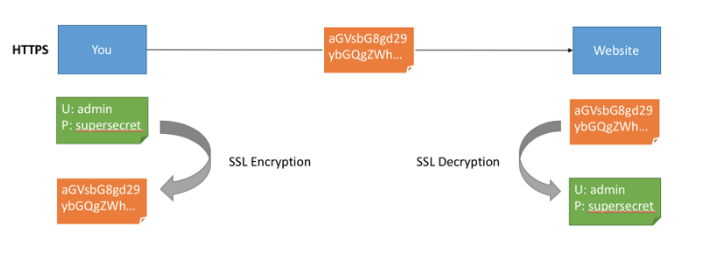 HTTPS
You
aGVsbG8gd29
ybGQgZWh...
Website
U: admin
P: supersecret
SSL Encryption
aGVsbG8gd29
ybGQgZWh...
SSL Decryption
aGVsbG8gd29
ybGQgZWh...
U: admin
P: supersecret